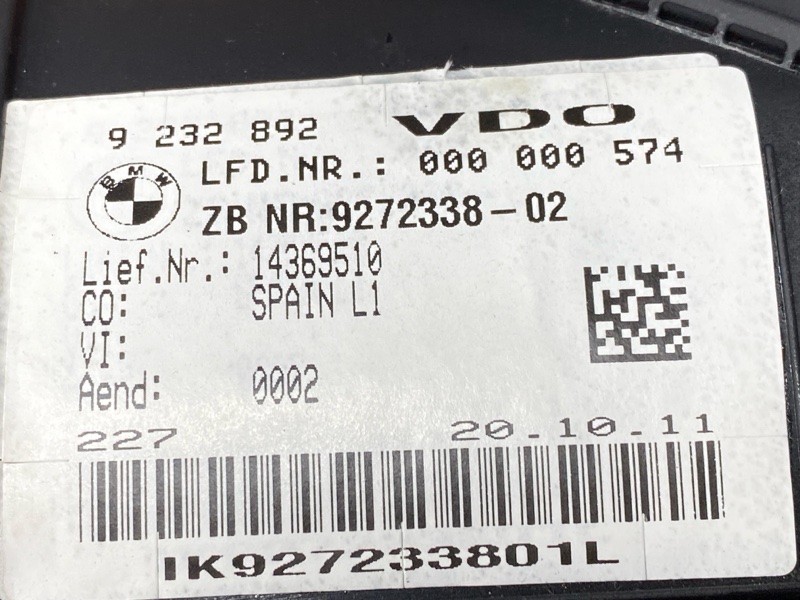 9 232 892 VDO
BMW
LFD.NR.: 000 000 574
ZB NR:9272338-02
Lief.Nr.: 14369510
CO: SPAIN L1
VI:
Aend: 0002
227 20.10.11
IK927233801L